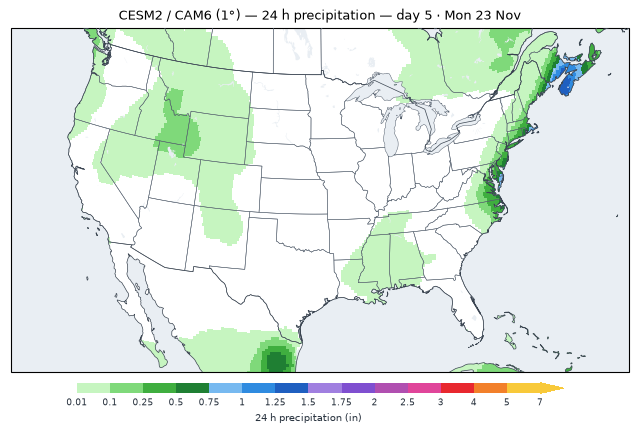 CESM2 / CAM6 (1°) — 24 h precipitation — day 5 · Mon 23 Nov
0.01 0.1 0.25 0.5 0.75 1 1.25 1.5 1.75 2 2.5 3 4 5 7
24 h precipitation (in)